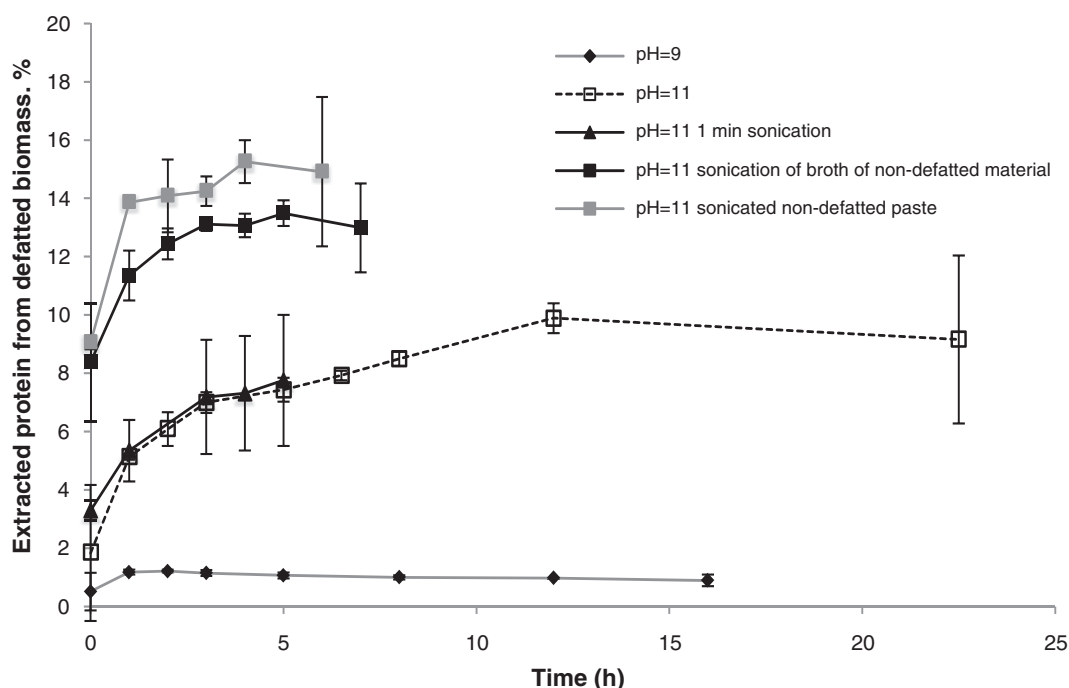 20
18
16
14
12
10
8
6
4
2
0
Extracted protein from defatted biomass. %
pH=9
pH=11
pH=11 1 min sonication
pH=11 sonication of broth of non-defatted material
pH=11 sonicated non-defatted paste
0 5 10 15 20 25
Time (h)